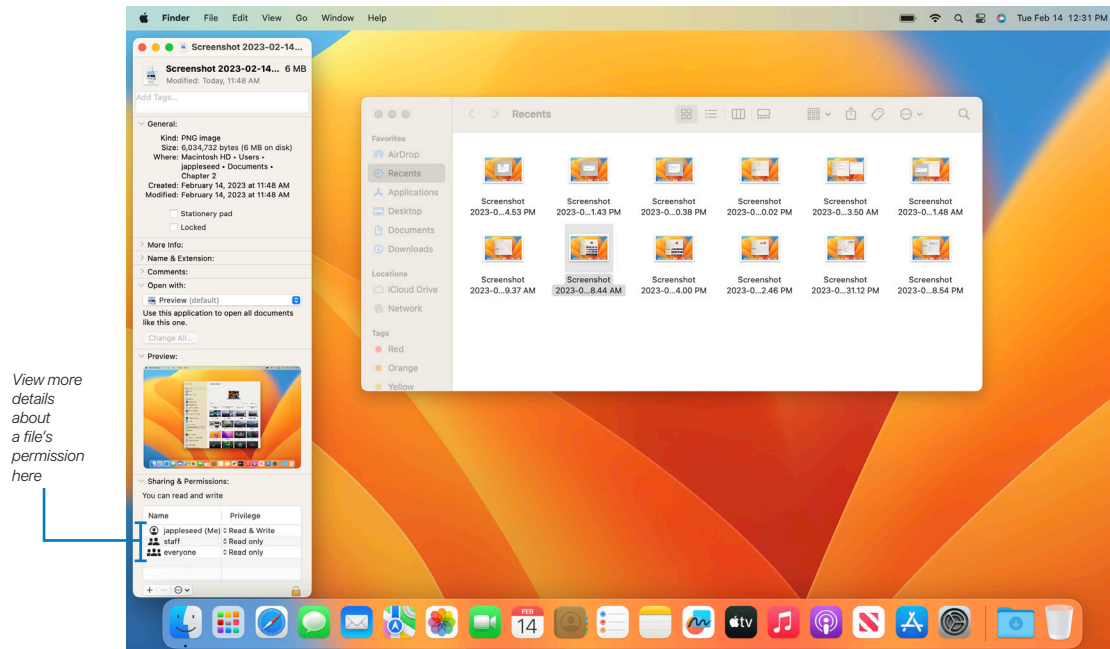 Finder File Edit View Go Window Help
Tue Feb 14 12:31 PM
Screenshot 2023-02-14...
Screenshot 2023-02-14... 6 MB
Modified: Today, 11:48 AM
Add Tags...
General:
Kind: PNG image
Size: 6,034,732 bytes (6 MB on disk)
Where: Macintosh HD • Users •
jappleseed • Documents •
Chapter 2
Created: February 14, 2023 at 11:48 AM
Modified: February 14, 2023 at 11:48 AM
Stationery pad
Locked
More Info:
Name & Extension:
Comments:
Open with:
Preview (default)
Use this application to open all documents
like this one.
Change All...
Preview:
Sharing & Permissions:
You can read and write
Name Privilege
jappleseed (Me) Read & Write
staff Read only
everyone Read only
View more
details
about
a file's
permission
here
Recents
Favorites
AirDrop
Recents
Applications
Desktop
Documents
Downloads
Locations
iCloud Drive
Network
Tags
Red
Orange
Yellow
Screenshot Screenshot Screenshot Screenshot Screenshot Screenshot
2023-0...4.53 PM 2023-0...1.43 PM 2023-0...0.38 PM 2023-0...0.02 PM 2023-0...3.50 AM 2023-0...1.48 AM
Screenshot Screenshot Screenshot Screenshot Screenshot Screenshot
2023-0...9.37 AM 2023-0...8.44 AM 2023-0...4.00 PM 2023-0...2.46 PM 2023-0...31.12 PM 2023-0...8.54 PM
FEB
14
tv